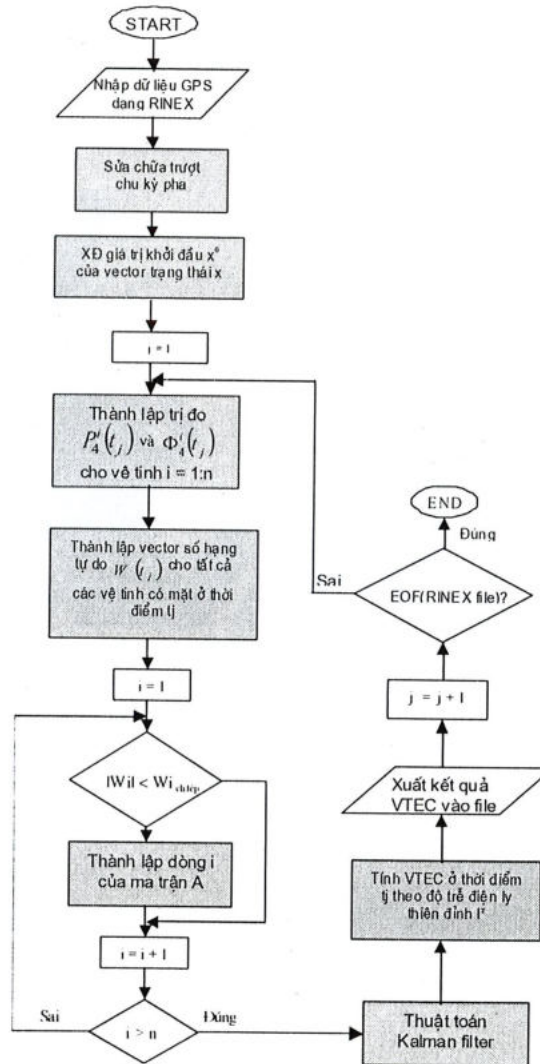 START
Nhập dữ liệu GPS
dang RINEX
Sửa chữa trượt
chu kỳ pha
XĐ giá trị khởi đầu x°
của vector trạng thái x
j = 1
Thành lập trị đo
P₄ⁱ(tⱼ) và Φ₄ⁱ(tⱼ)
cho vệ tinh i = 1:n
Thành lập vector số hạng
tự do W(tⱼ) cho tất cả
các vệ tinh có mặt ở thời
điểm tj
i = 1
|Wi| < Wi
Thành lập dòng i
của ma trận A
i = i + 1
i > n
Sai
Đúng
Thuật toán
Kalman filter
Tính VTEC ở thời điểm
tj theo độ trễ điện ly
thiên đỉnh
Xuất kết quả
VTEC vào file
j = j + 1
EOF(RINEX file)?
Sai
Đúng
END